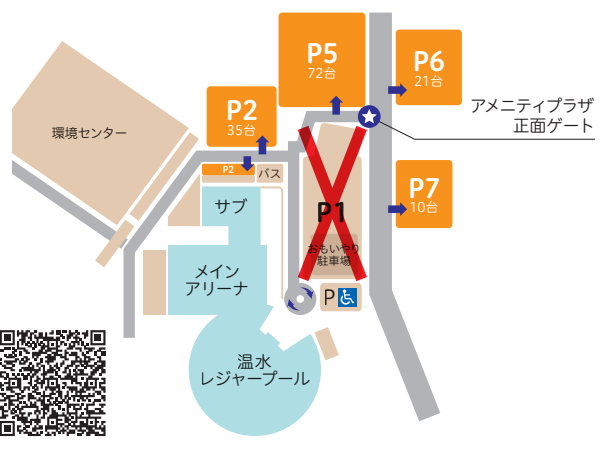 P5
72台
P6
21台
アメニティプラザ
正面ゲート
P2
35台
環境センター
P2
バス
P7
10台
サブ
P1
おもいやり
駐車場
メイン
アリーナ
P
温水
レジャープール